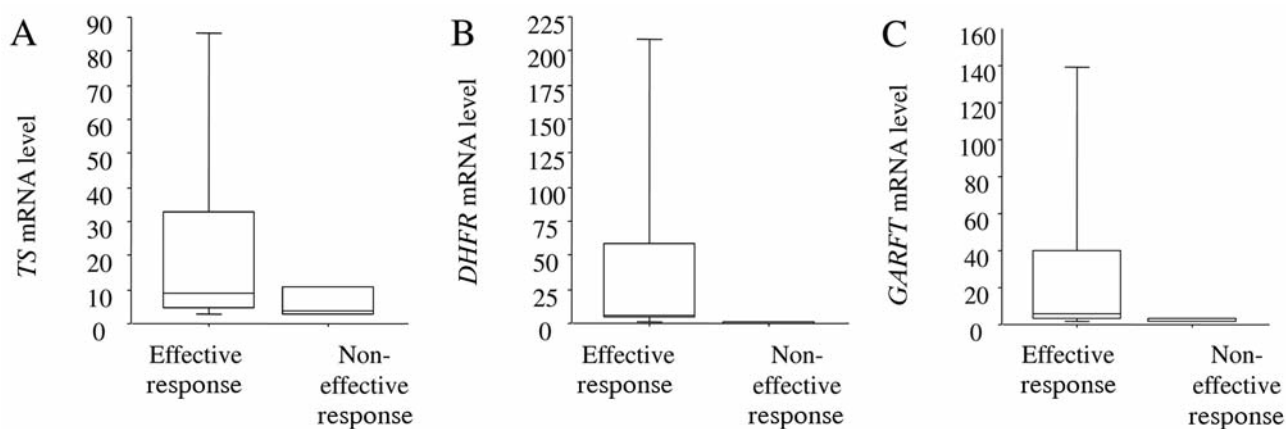 A
TS mRNA level
90
80
70
60
50
40
30
20
10
0
Effective
response
Non-
effective
response
B
DHFR mRNA level
225
200
175
150
125
100
75
50
25
0
Effective
response
Non-
effective
response
C
GARFT mRNA level
160
140
120
100
80
60
40
20
0
Effective
response
Non-
effective
response